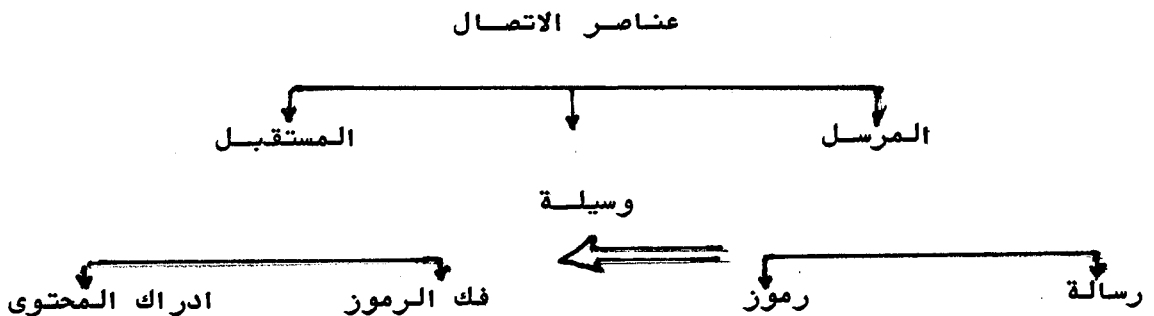 عناصر الاتصال
المرسل المستقبل
وسيلة
رسالة رموز فك الرموز ادراك المحتوى